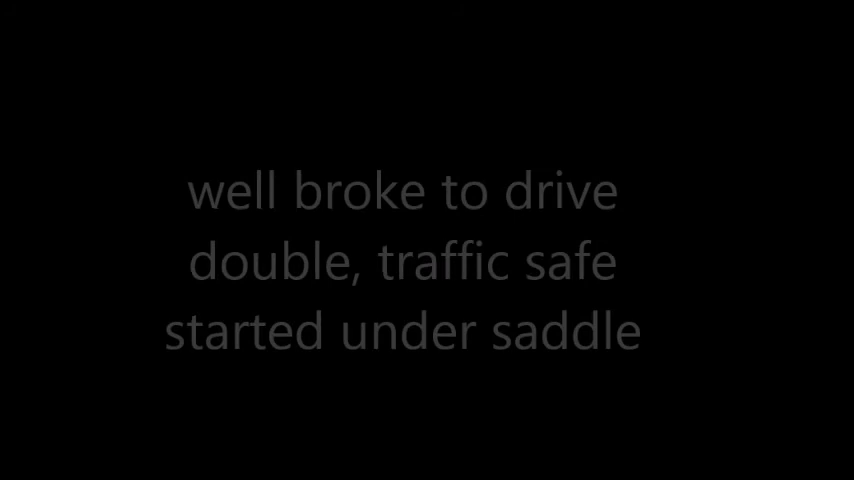 well broke to drive
double, traffic safe
started under saddle